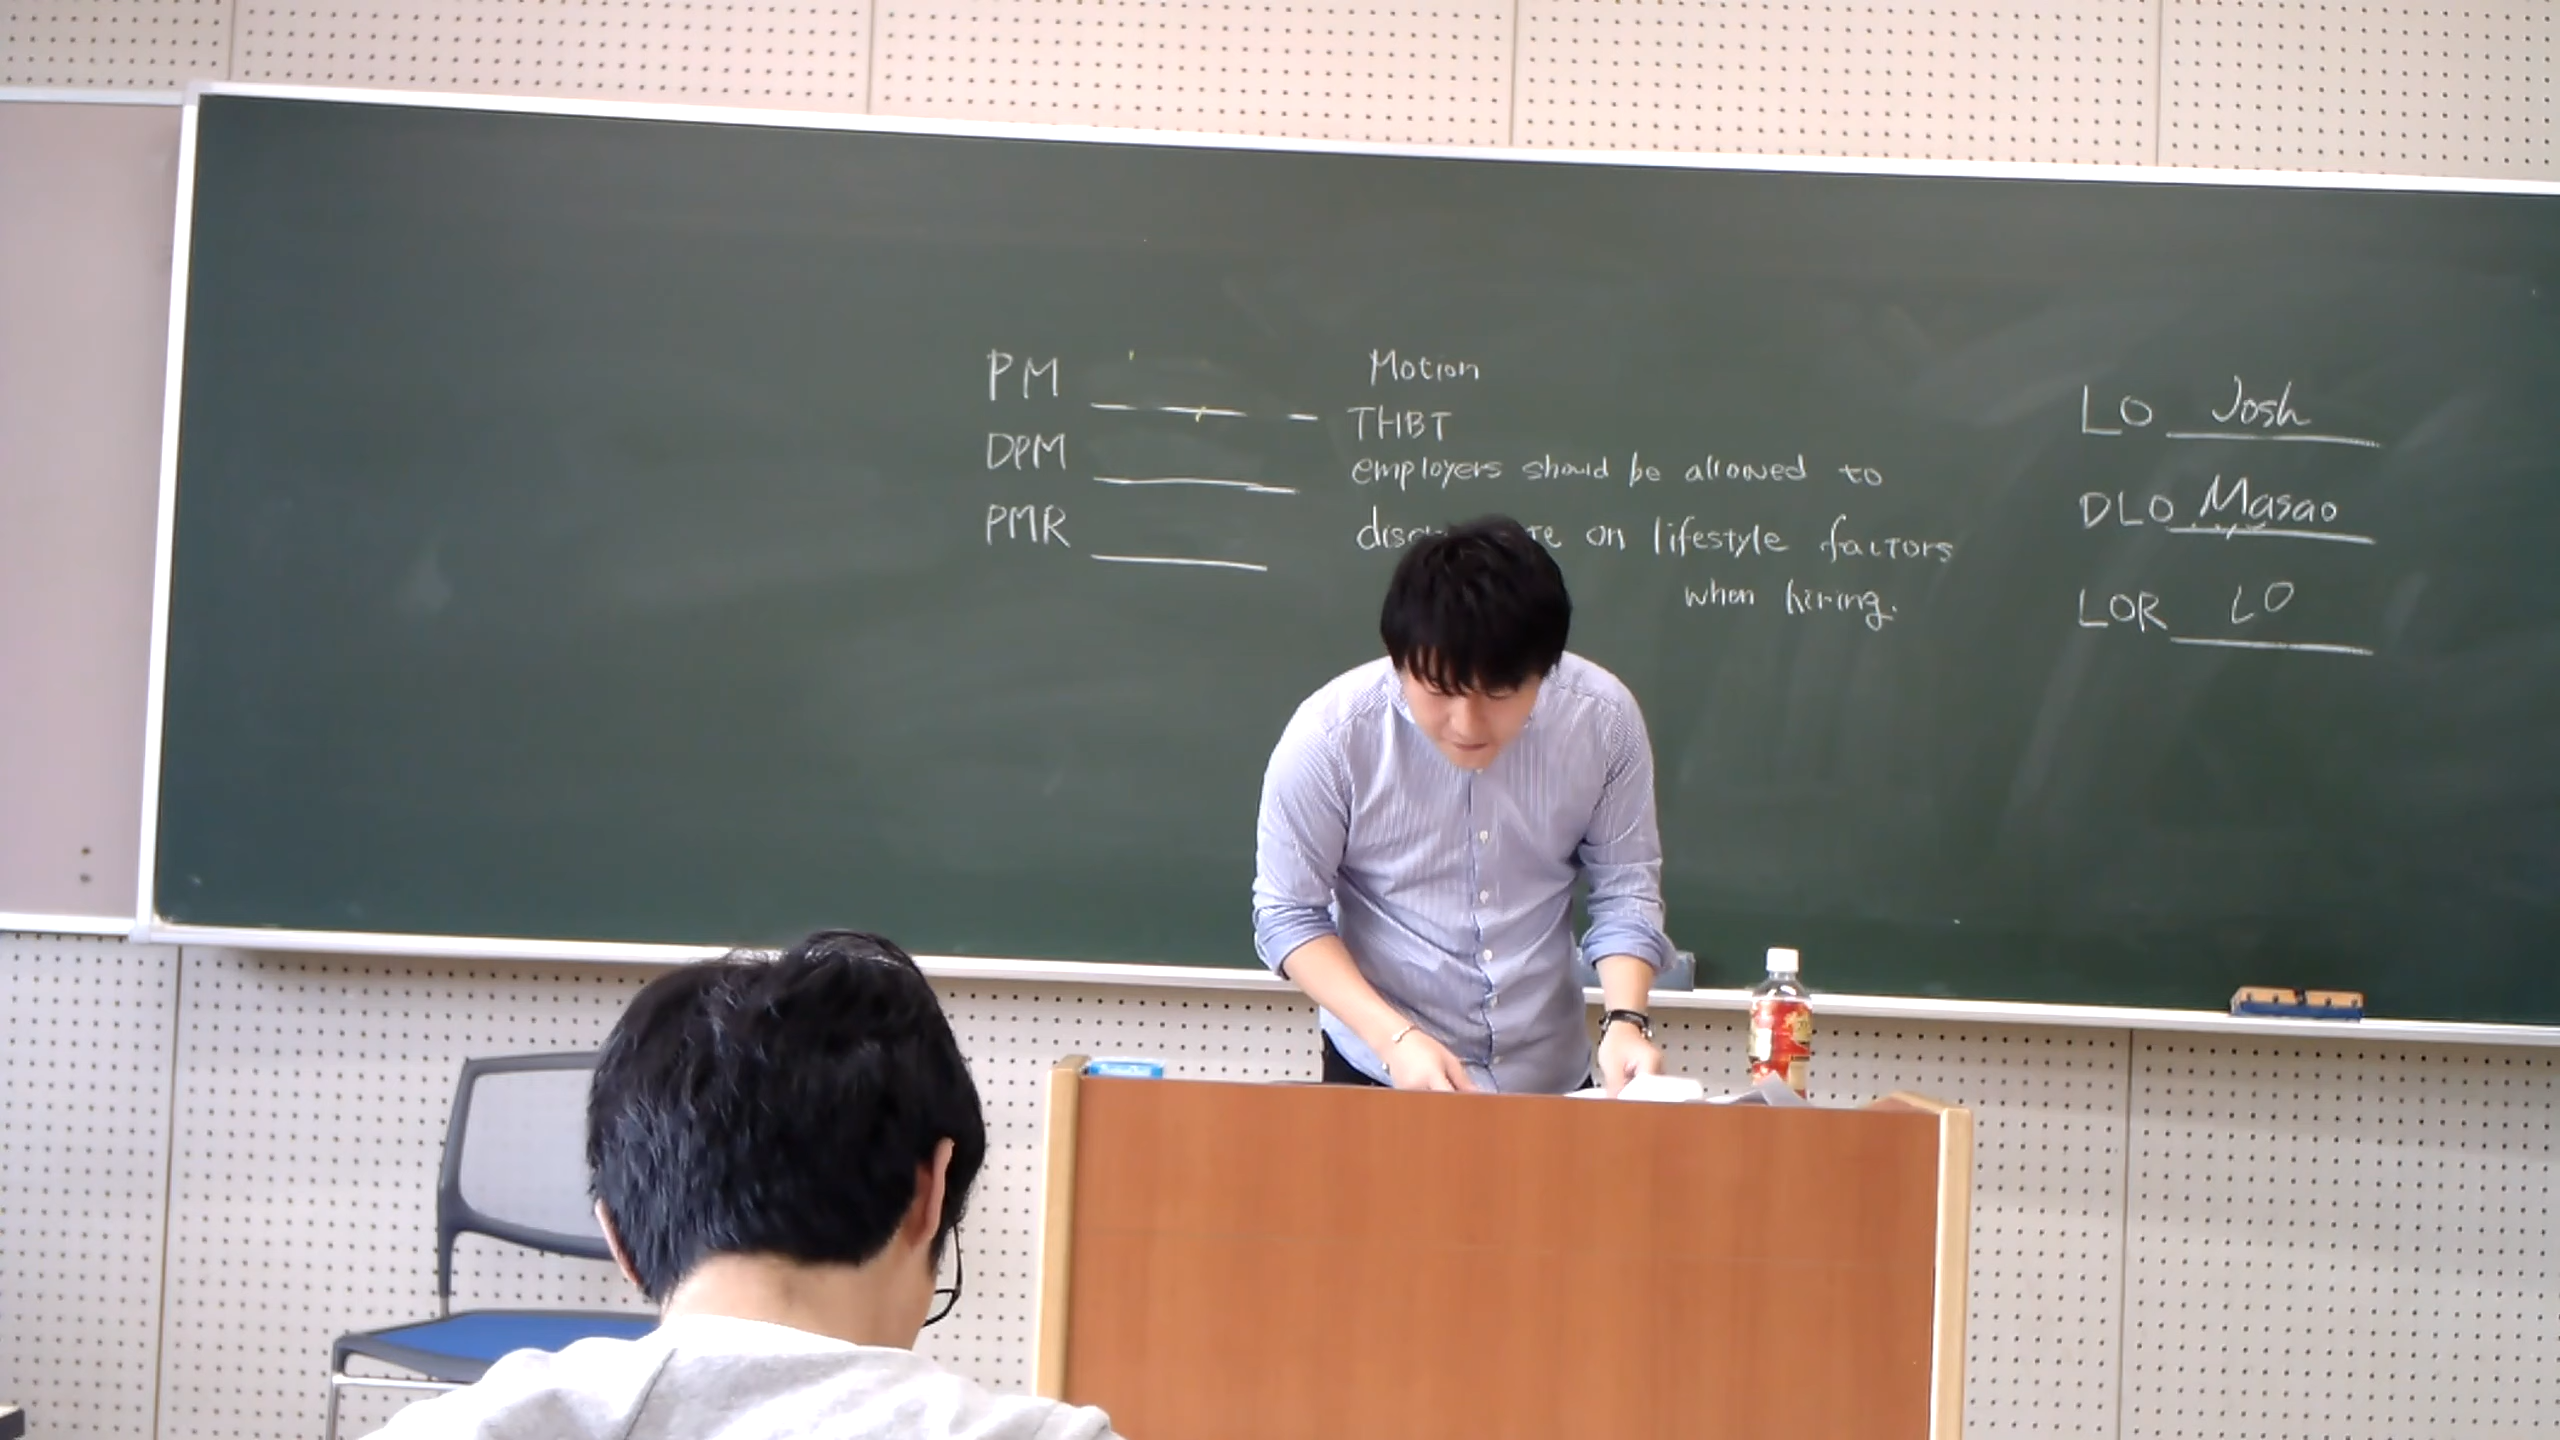 PM
DPM
PMR
Motion
THBT
employers should be allowed to
on lifestyle factors
when hiring.
LO Josh
DLO Masao
LOR LO